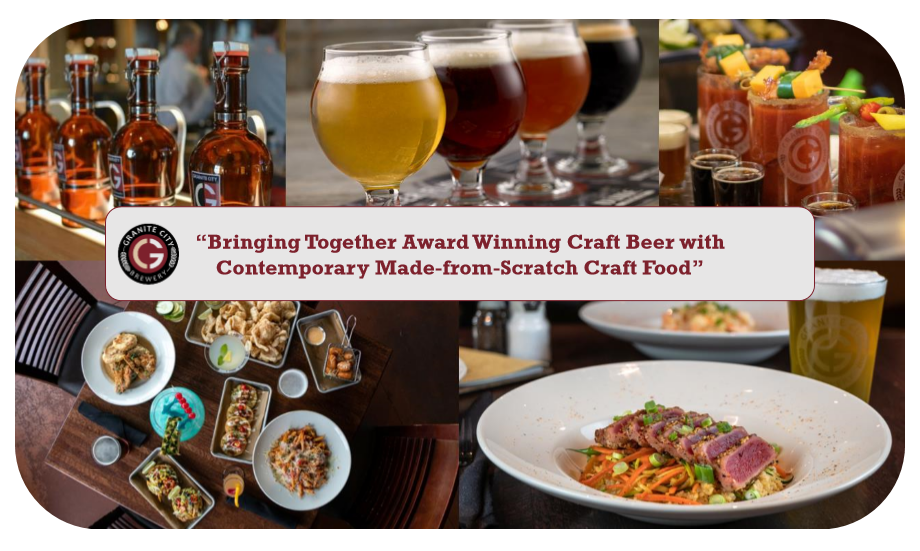 GRANITE CITY
G
BREWERY
“Bringing Together Award Winning Craft Beer with
Contemporary Made-from-Scratch Craft Food”